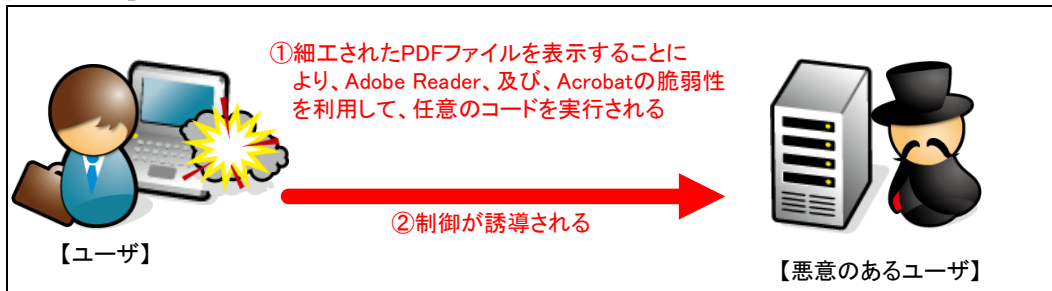 ①細工されたPDFファイルを表示することに
より、Adobe Reader、及び、Acrobatの脆弱性
を利用して、任意のコードを実行される
②制御が誘導される
【ユーザ】
【悪意のあるユーザ】